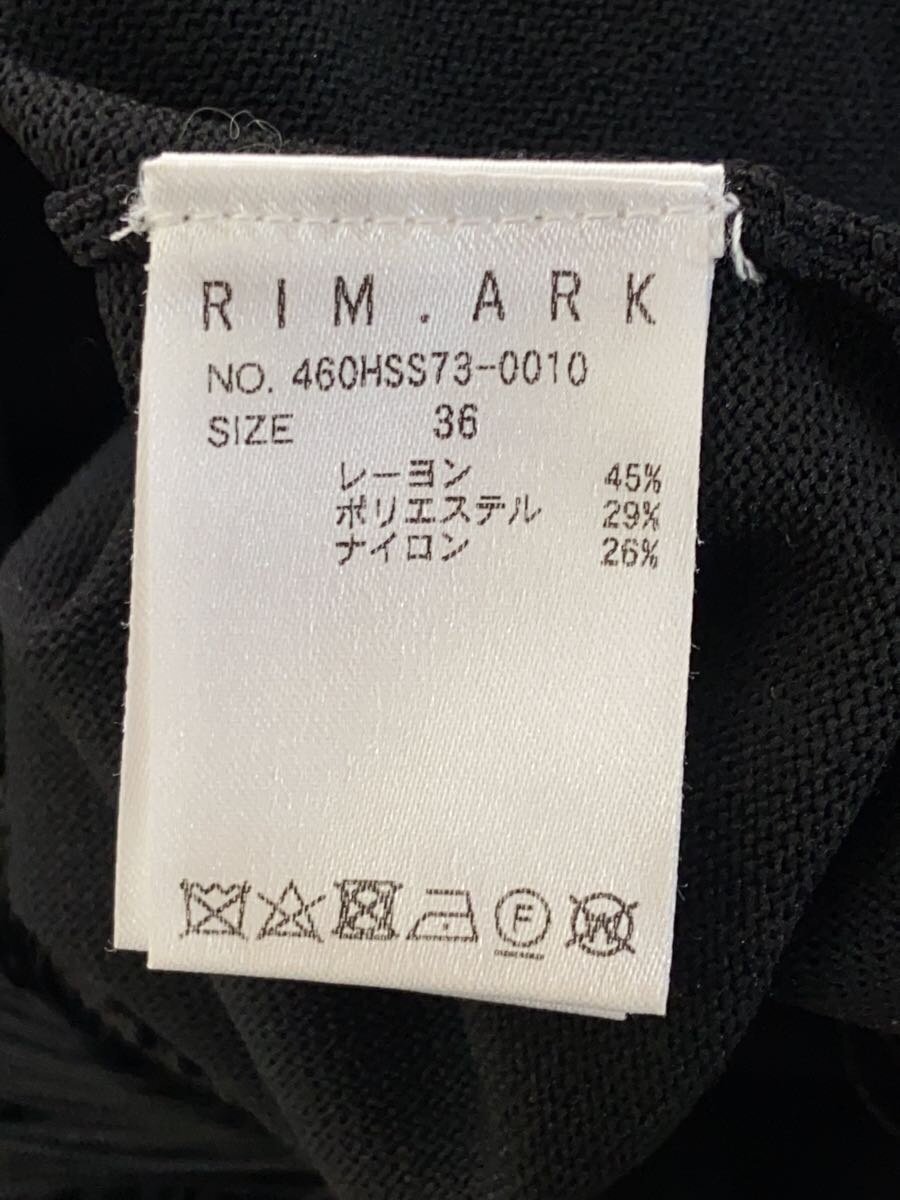 RIM.ARK
NO. 460HSS73-0010
SIZE 36
レーヨン 45%
ポリエステル 29%
ナイロン 26%
F W